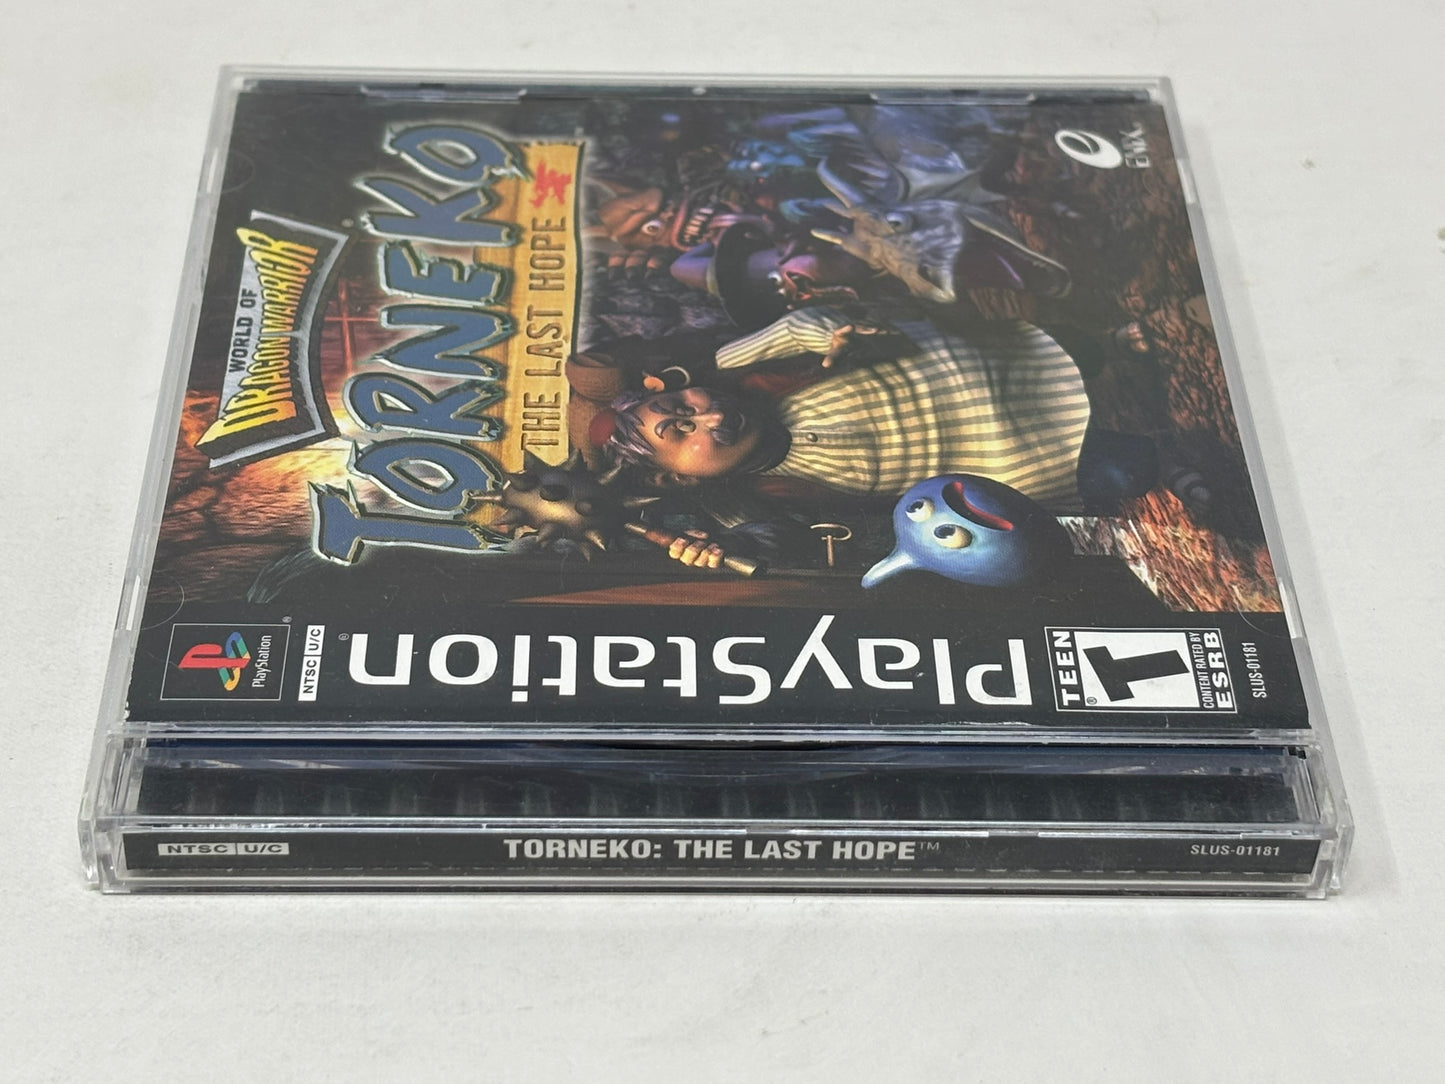 WORLD OF
DRAGON WARRIOR
TORNEKO®
THE LAST HOPE
ENIX
PlayStation®
NTSC U/C
PlayStation®
TEEN
T®
CONTENT RATED BY
ESRB
SLUS-01181
NTSC U/C
TORNEKO: THE LAST HOPE™
SLUS-01181